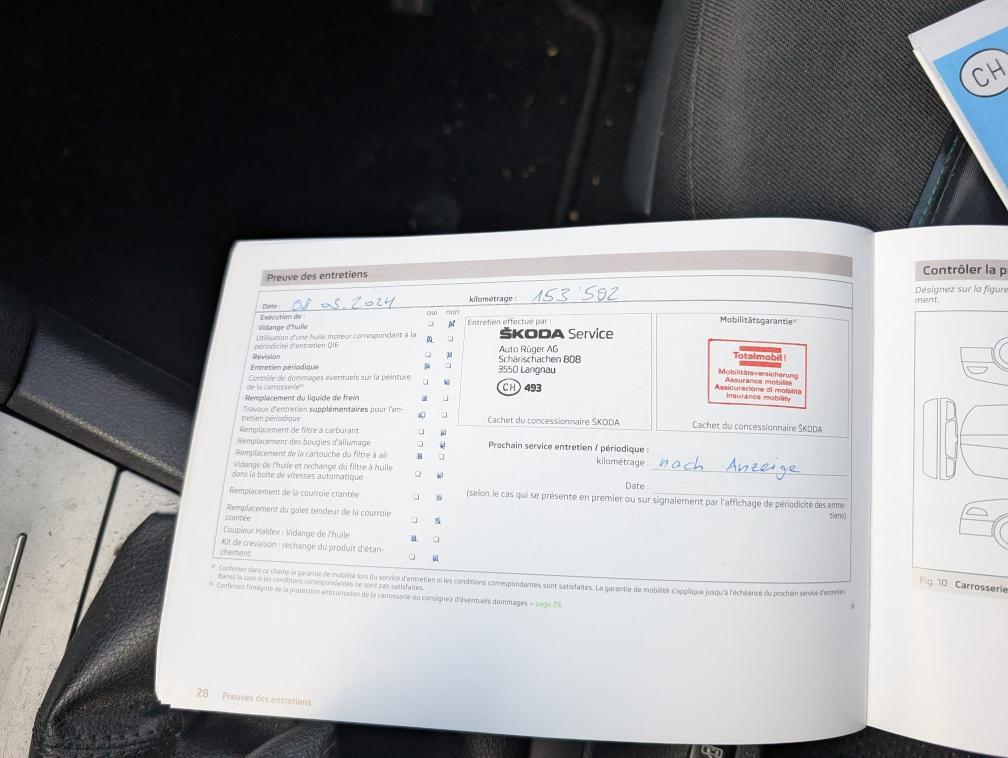 CH
Preuve des entretiens
Date : 08.03.2024 kilométrage : 153'502
Exécution de : oui non
Vidange d'huile
Utilisation d'une huile moteur correspondant à la
périodicité d'entretien QI6
Révision
Entretien périodique
Contrôle de dommages éventuels sur la peinture
de la carrosserie
Remplacement du liquide de frein
Travaux d'entretien supplémentaires pour l'en-
tretien périodique
Remplacement de filtre à carburant
Remplacement des bougies d'allumage
Remplacement de la cartouche du filtre à air
Vidange de l'huile et rechange du filtre à huile
dans la boîte de vitesses automatique
Remplacement de la courroie crantée
Remplacement du galet tendeur de la courroie
crantée
Coupleur Haldex : Vidange de l'huile
Kit de crevaison : rechange du produit d'étan-
chement
Entretien effectué par :
ŠKODA Service
Auto Rüger AG
Schärischachen 808
3550 Langnau
CH 493
Cachet du concessionnaire ŠKODA
Mobilitätsgarantie
Totalmobil!
Mobilitätsversicherung
Assurance mobilité
Assicurazione di mobilità
Insurance mobility
Cachet du concessionnaire ŠKODA
Prochain service entretien / périodique :
kilométrage : nach Anzeige
Date :
(selon le cas qui se présente en premier ou sur signalement par l'affichage de périodicité des entre-
tiens)
Confirmez dans ce champ la garantie de mobilité lors du service d'entretien si les conditions correspondantes sont satisfaites. La garantie de mobilité s'applique jusqu'à l'échéance du prochain service d'entretien.
Barrez la case si les conditions correspondantes ne sont pas satisfaites.
Confirmez l'intégrité de la protection anticorrosion de la carrosserie ou consignez d'éventuels dommages » page 29.
28 Preuves des entretiens
Contrôler la p
Désignez sur la figure
ment.
Fig. 10 Carrosserie